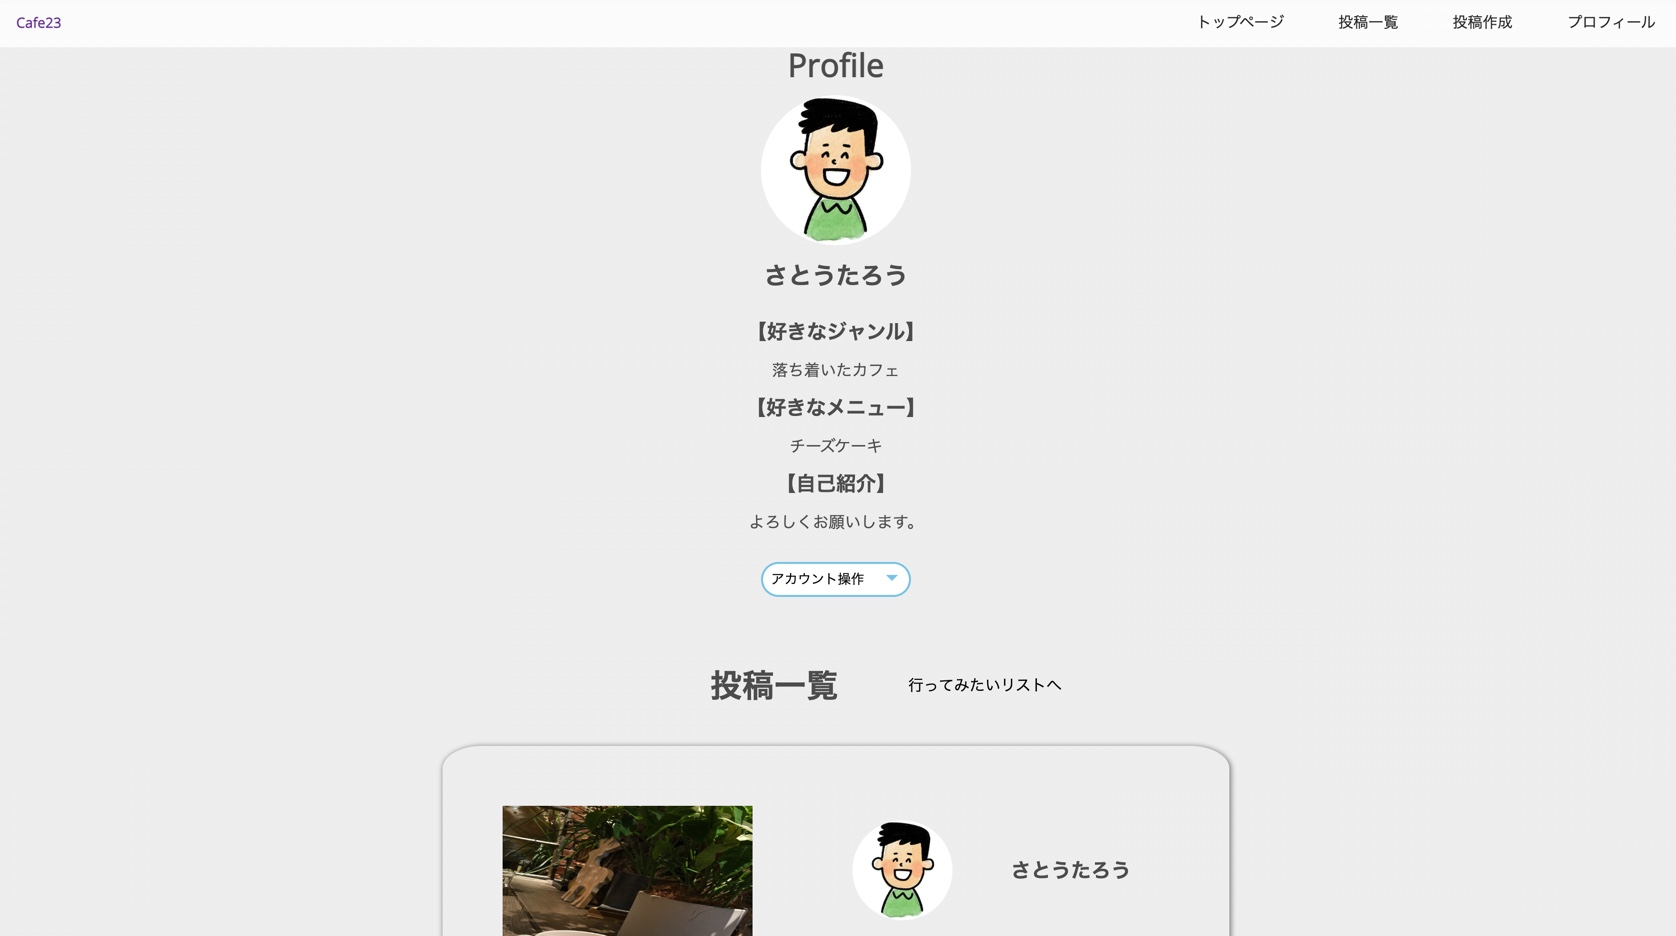 Cafe23
トップページ
投稿一覧
投稿作成
プロフィール
Profile
さとうたろう
【好きなジャンル】
落ち着いたカフェ
【好きなメニュー】
チーズケーキ
【自己紹介】
よろしくお願いします。
アカウント操作
投稿一覧
行ってみたいリストへ
さとうたろう